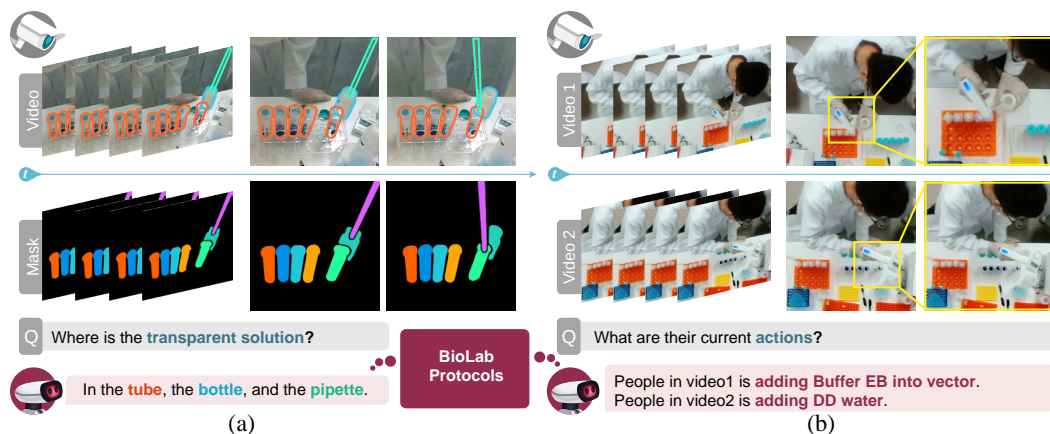 Video
t
Mask
Q
Where is the transparent solution?
In the tube, the bottle, and the pipette.
(a)
BioLab
Protocols
Video 1
Video 2
Q
What are their current actions?
People in video1 is adding Buffer EB into vector.
People in video2 is adding DD water.
(b)